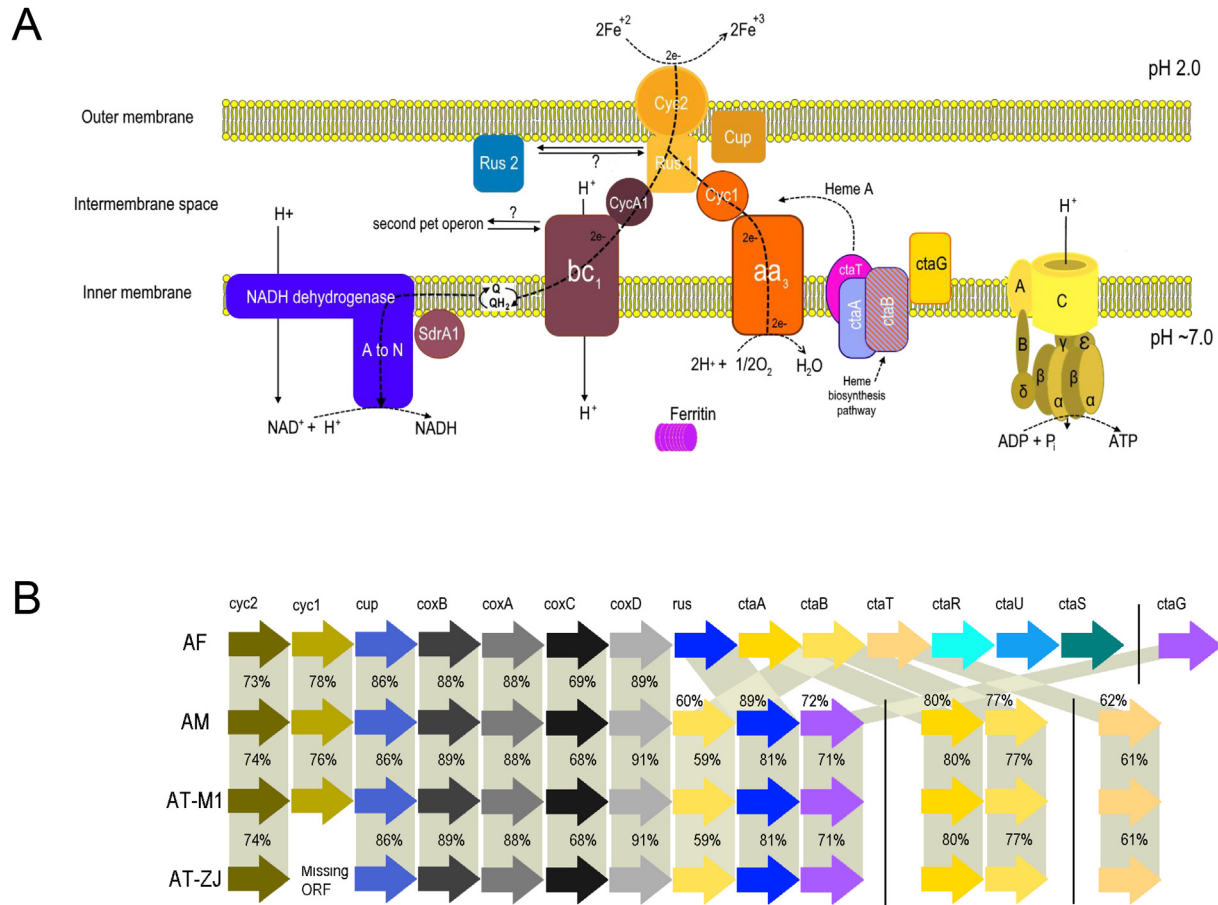 A
2Fe+2
2Fe+3
2e-
pH 2.0
Cyc2
Outer membrane
Cup
Rus 2
?
Rus 1
Heme A
H+
CycA1
Cyc1
Intermembrane space
H+
H+
?
second pet operon
2e-
2e-
ctaG
bc1
aa3
ctaT
A
C
Inner membrane
NADH dehydrogenase
Q
QH2
ctaA
ctaB
SdrA1
A to N
B
γ
ε
pH ~7.0
2e-
2H+ + 1/2O2
H2O
β
β
δ
α
α
Heme
biosynthesis
pathway
H+
Ferritin
NAD+ + H+
NADH
ADP + Pi
ATP
B
cyc2 cyc1 cup coxB coxA coxC coxD rus ctaA ctaB ctaT ctaR ctaU ctaS ctaG
AF
73% 78% 86% 88% 88% 69% 89% 60% 89% 72% 80% 77% 62%
AM
74% 76% 86% 89% 88% 68% 91% 59% 81% 71% 80% 77% 61%
AT-M1
74% 86% 89% 88% 68% 91% 59% 81% 71% 80% 77% 61%
AT-ZJ
Missing
ORF